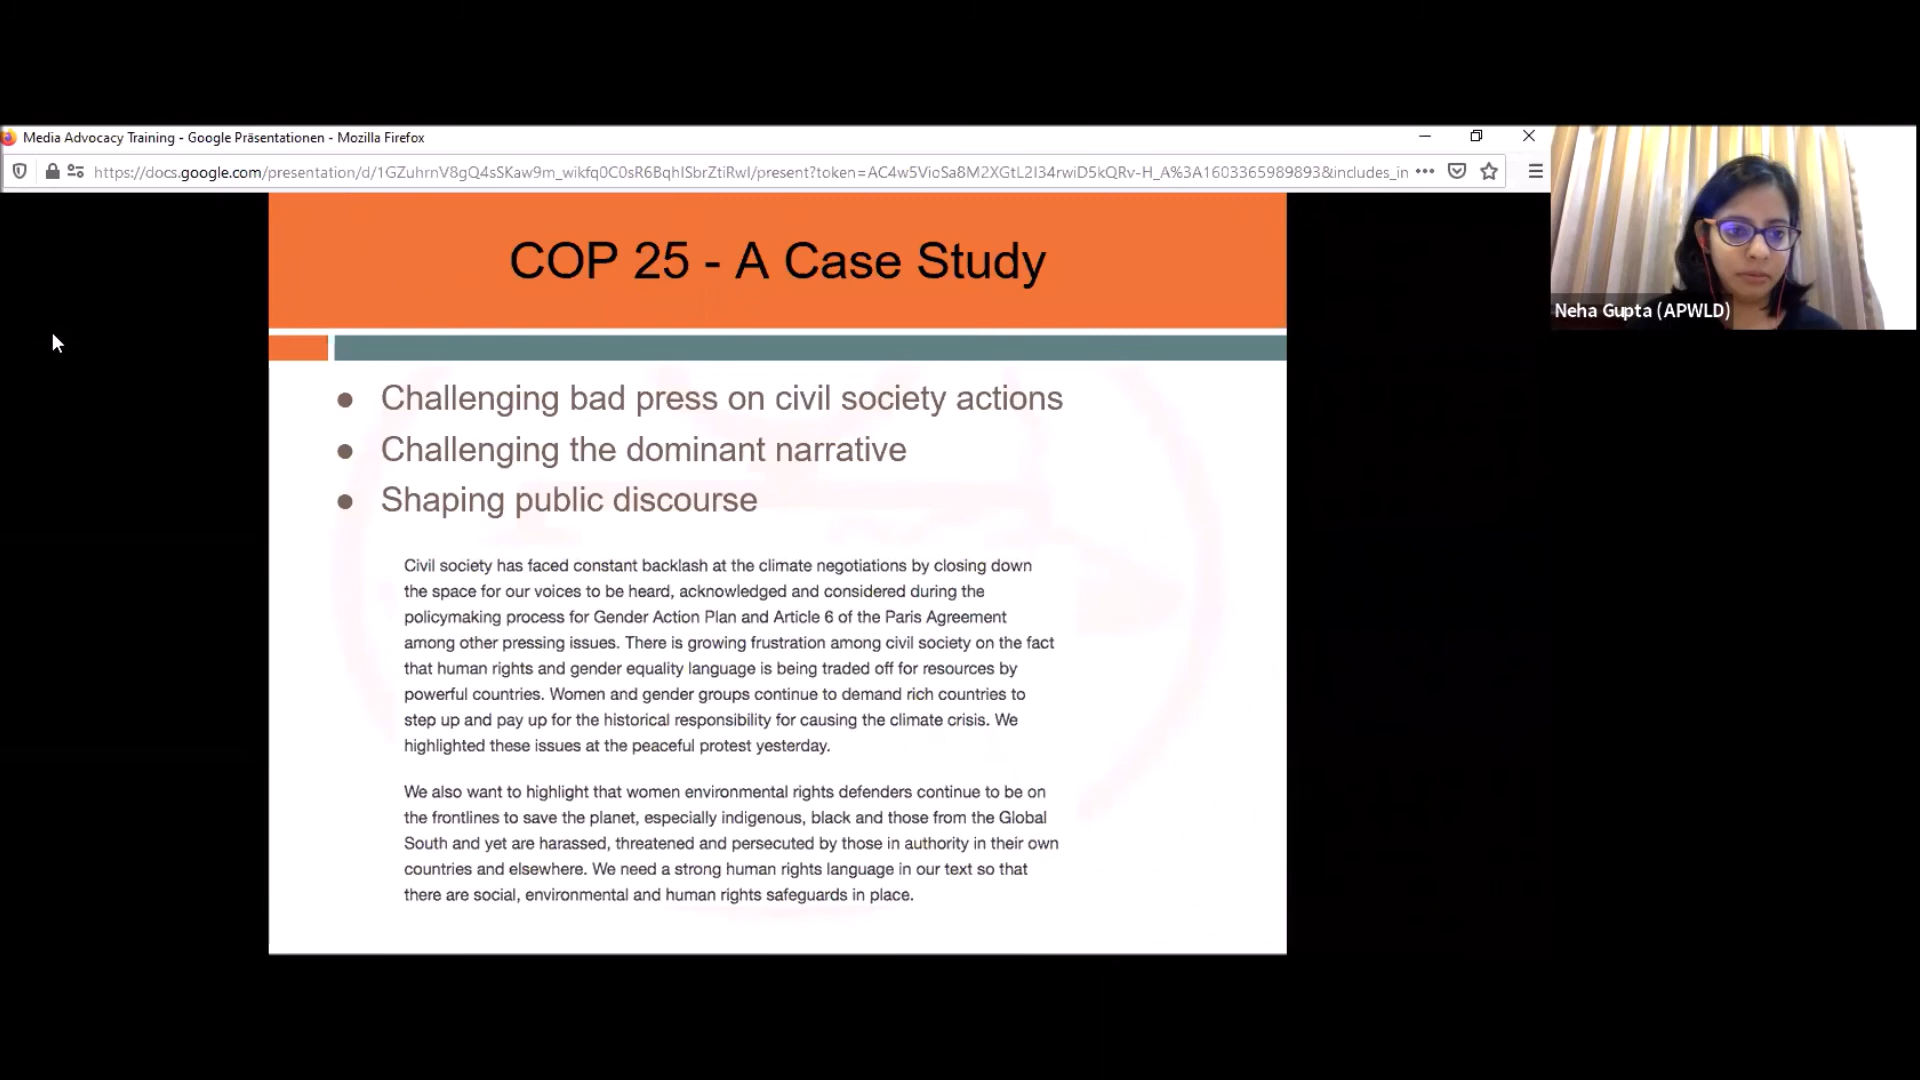 Media Advocacy Training - Google Präsentationen - Mozilla Firefox
https://docs.google.com/presentation/d/1GZuhrnV8gQ4sSKaw9m_wikfq0C0sR6BqhISbrZtiRwI/present?token=AC4w5VioSa8M2XGtL2I34rwiD5kQRv-H_A%3A1603365989893&includes_in
Neha Gupta (APWLD)
COP 25 - A Case Study
● Challenging bad press on civil society actions
● Challenging the dominant narrative
● Shaping public discourse
Civil society has faced constant backlash at the climate negotiations by closing down
the space for our voices to be heard, acknowledged and considered during the
policymaking process for Gender Action Plan and Article 6 of the Paris Agreement
among other pressing issues. There is growing frustration among civil society on the fact
that human rights and gender equality language is being traded off for resources by
powerful countries. Women and gender groups continue to demand rich countries to
step up and pay up for the historical responsibility for causing the climate crisis. We
highlighted these issues at the peaceful protest yesterday.
We also want to highlight that women environmental rights defenders continue to be on
the frontlines to save the planet, especially indigenous, black and those from the Global
South and yet are harassed, threatened and persecuted by those in authority in their own
countries and elsewhere. We need a strong human rights language in our text so that
there are social, environmental and human rights safeguards in place.